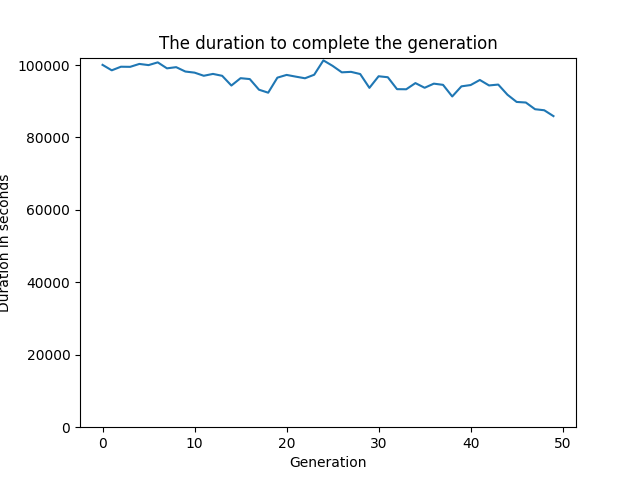 The duration to complete the generation
100000
80000
60000
40000
20000
0
Duration in seconds
0 10 20 30 40 50
Generation